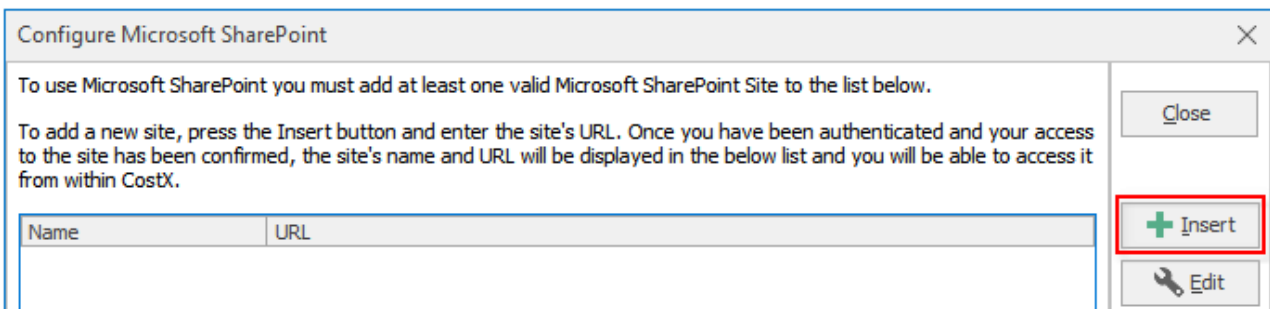 Configure Microsoft SharePoint
To use Microsoft SharePoint you must add at least one valid Microsoft SharePoint Site to the list below.
Close
To add a new site, press the Insert button and enter the site's URL. Once you have been authenticated and your access
to the site has been confirmed, the site's name and URL will be displayed in the below list and you will be able to access it
from within CostX.
Name URL
Insert
Edit